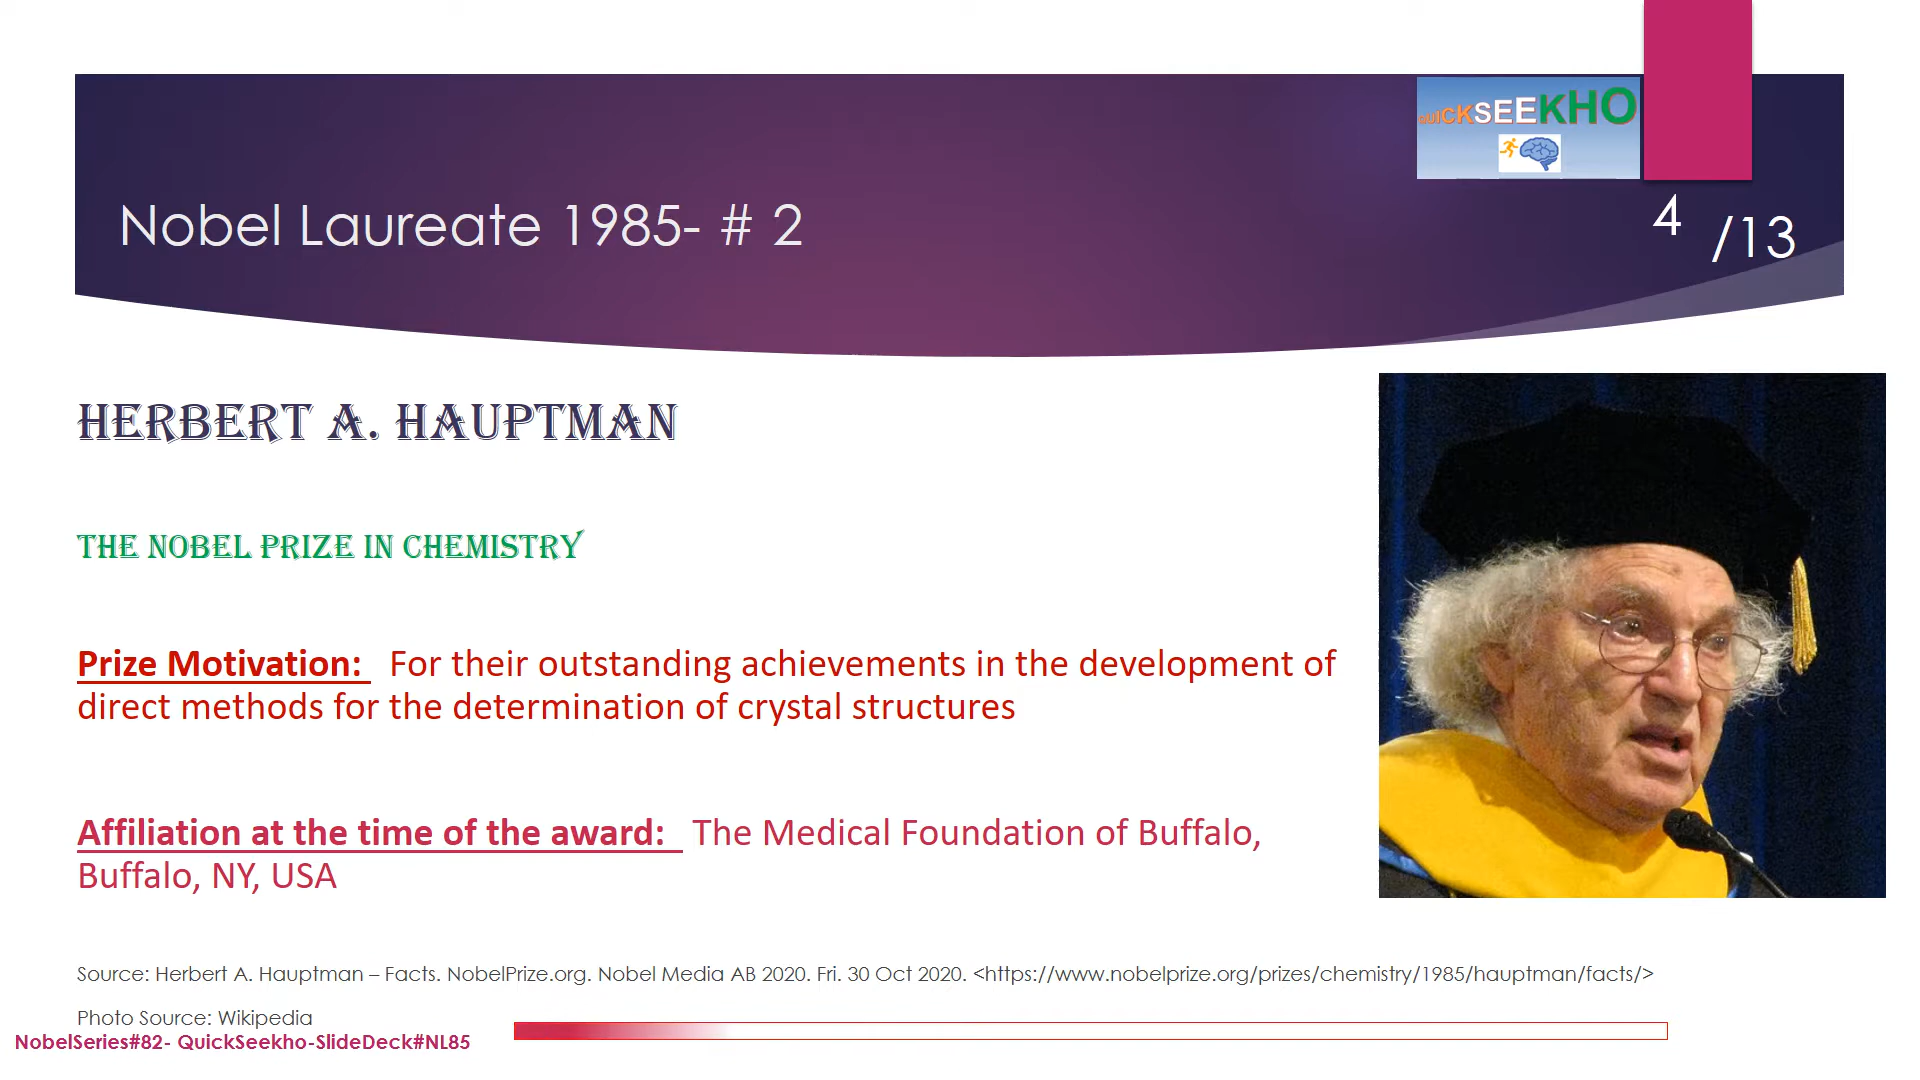 QUICKSEEKHO
Nobel Laureate 1985- # 2
4 /13
HERBERT A. HAUPTMAN
THE NOBEL PRIZE IN CHEMISTRY
Prize Motivation: For their outstanding achievements in the development of
direct methods for the determination of crystal structures
Affiliation at the time of the award: The Medical Foundation of Buffalo,
Buffalo, NY, USA
Source: Herbert A. Hauptman – Facts. NobelPrize.org. Nobel Media AB 2020. Fri. 30 Oct 2020. <https://www.nobelprize.org/prizes/chemistry/1985/hauptman/facts/>
Photo Source: Wikipedia
NobelSeries#82- QuickSeekho-SlideDeck#NL85